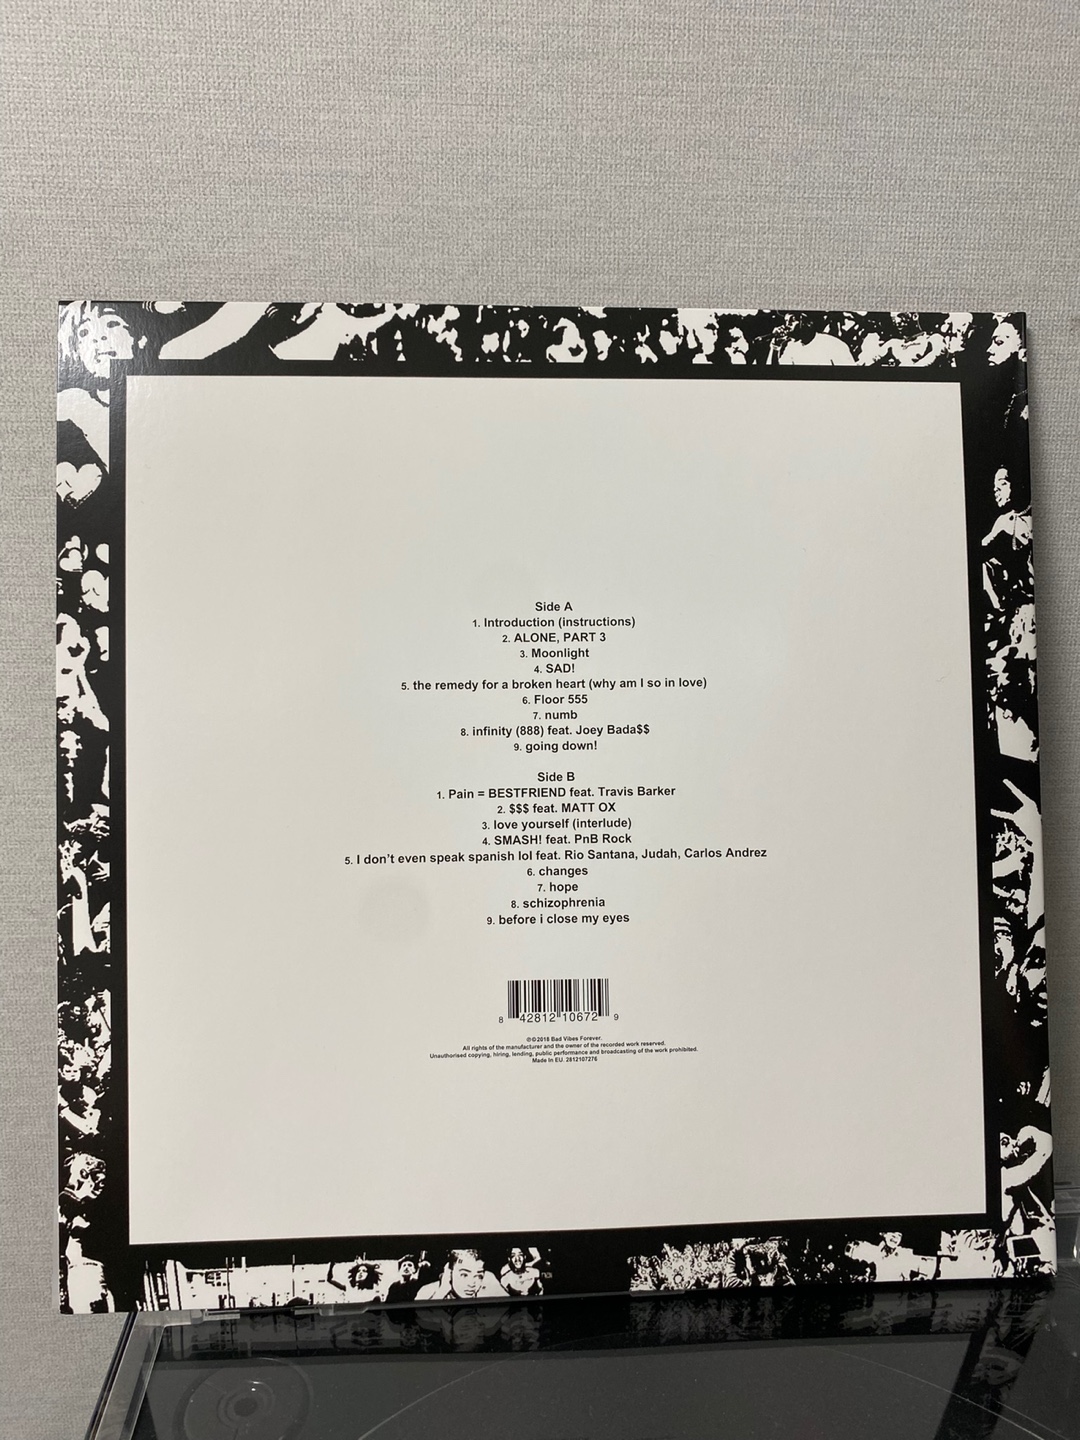 Side A
1. Introduction (instructions)
2. ALONE, PART 3
3. Moonlight
4. SAD!
5. the remedy for a broken heart (why am I so in love)
6. Floor 555
7. numb
8. infinity (888) feat. Joey Bada$$
9. going down!
Side B
1. Pain = BESTFRIEND feat. Travis Barker
2. $$$ feat. MATT OX
3. love yourself (interlude)
4. SMASH! feat. PnB Rock
5. I don't even speak spanish lol feat. Rio Santana, Judah, Carlos Andrez
6. changes
7. hope
8. schizophrenia
9. before i close my eyes
8 42812 10672 9
℗©2018 Bad Vibes Forever.
All rights of the manufacturer and the owner of the recorded work reserved.
Unauthorised copying, hiring, lending, public performance and broadcasting of the work prohibited.
Made In EU. 2812107276